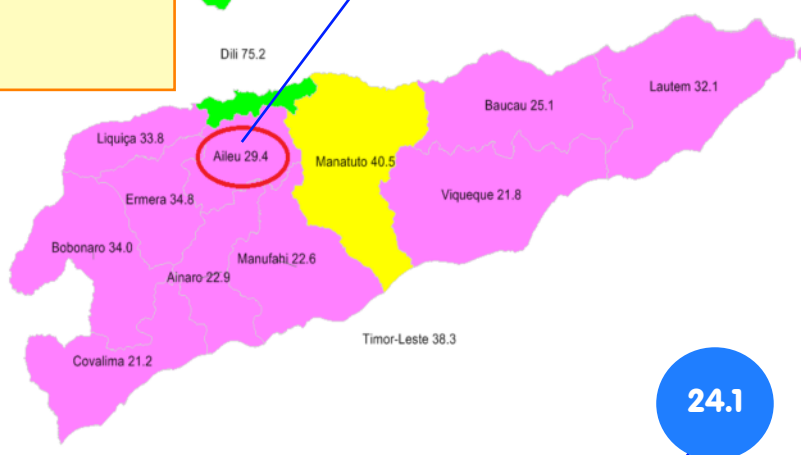 Dili 75.2
Lautem 32.1
Baucau 25.1
Liquiça 33.8
Aileu 29.4
Manatuto 40.5
Ermera 34.8
Viqueque 21.8
Bobonaro 34.0
Manufahi 22.6
Ainaro 22.9
Timor-Leste 38.3
Covalima 21.2
24.1